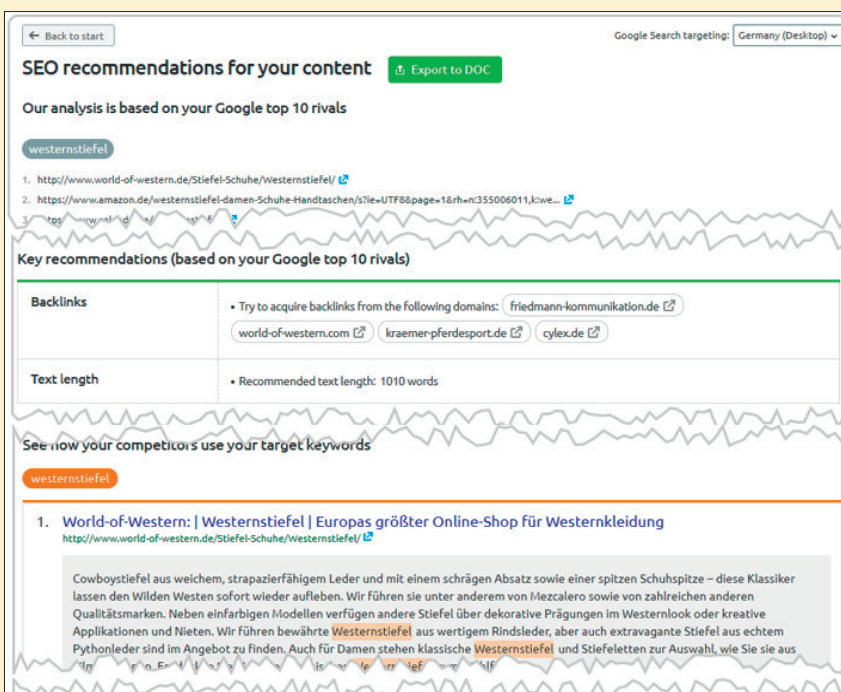 Back to start
Google Search targeting: Germany (Desktop)
SEO recommendations for your content
Export to DOC
Our analysis is based on your Google top 10 rivals
westernstiefel
1. http://www.world-of-western.de/Stiefel-Schuhe/Westernstiefel/
2. https://www.amazon.de/westernstiefel-damen-Schuhe-Handtaschen/s?ie=UTF8&page=1&rh=n:355006011,k:we...
3.
Key recommendations (based on your Google top 10 rivals)
Backlinks
• Try to acquire backlinks from the following domains: friedmann-kommunikation.de
world-of-western.com kraemer-pferdesport.de cylex.de
Text length
• Recommended text length: 1010 words
See how your competitors use your target keywords
westernstiefel
1. World-of-Western: | Westernstiefel | Europas größter Online-Shop für Westernkleidung
http://www.world-of-western.de/Stiefel-Schuhe/Westernstiefel/
Cowboystiefel aus weichem, strapazierfähigem Leder und mit einem schrägen Absatz sowie einer spitzen Schuhspitze – diese Klassiker
lassen den Wilden Westen sofort wieder aufleben. Wir führen sie unter anderem von Mezcalero sowie von zahlreichen anderen
Qualitätsmarken. Neben einfarbigen Modellen verfügen andere Stiefel über dekorative Prägungen im Westernlook oder kreative
Applikationen und Nieten. Wir führen bewährte Westernstiefel aus wertigem Rindsleder, aber auch extravagante Stiefel aus echtem
Pythonleder sind im Angebot zu finden. Auch für Damen stehen klassische Westernstiefel und Stiefeletten zur Auswahl, wie Sie sie aus